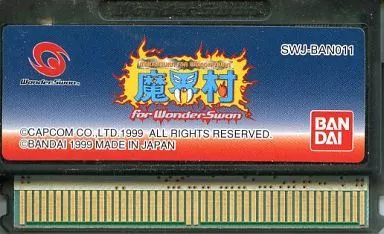 SWJ-BAN011
WonderSwan
魔界村
for WonderSwan
©CAPCOM CO.,LTD.1999 ALL RIGHTS RESERVED.
©BANDAI 1999 MADE IN JAPAN
BAN
DAI